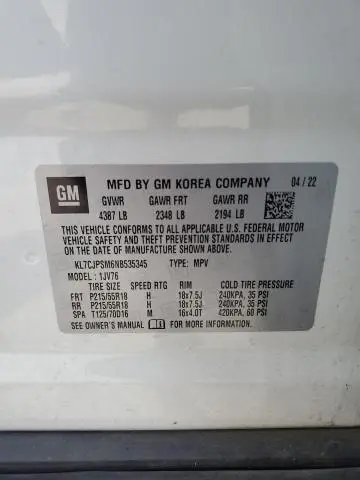 GM MFD BY GM KOREA COMPANY 04/22
GVWR GAWR FRT GAWR RR
4387 LB 2348 LB 2194 LB
THIS VEHICLE CONFORMS TO ALL APPLICABLE U.S. FEDERAL MOTOR
VEHICLE SAFETY AND THEFT PREVENTION STANDARDS IN EFFECT ON THE
DATE OF MANUFACTURE SHOWN ABOVE.
KL7CJPSM6NB535345 TYPE: MPV
MODEL: 1JV76
TIRE SIZE SPEED RTG RIM COLD TIRE PRESSURE
FRT P215/55R18 H 18x7.5J 240KPA, 35 PSI
RR P215/55R18 H 18x7.5J 240KPA, 35 PSI
SPA T125/70D16 M 16x4.0T 420KPA, 60 PSI
SEE OWNER'S MANUAL FOR MORE INFORMATION.